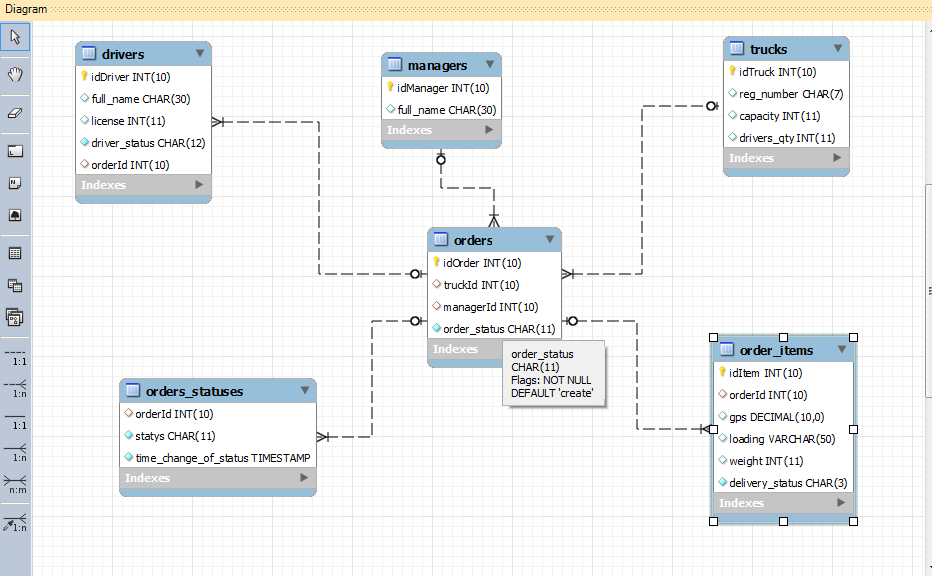 Diagram
drivers
idDriver INT(10)
full_name CHAR(30)
license INT(11)
driver_status CHAR(12)
orderId INT(10)
Indexes
managers
idManager INT(10)
full_name CHAR(30)
Indexes
trucks
idTruck INT(10)
reg_number CHAR(7)
capacity INT(11)
drivers_qty INT(11)
Indexes
orders
idOrder INT(10)
truckId INT(10)
managerId INT(10)
order_status CHAR(11)
Indexes
order_status
CHAR(11)
Flags: NOT NULL
DEFAULT 'create'
orders_statuses
orderId INT(10)
statys CHAR(11)
time_change_of_status TIMESTAMP
Indexes
order_items
idItem INT(10)
orderId INT(10)
gps DECIMAL(10,0)
loading VARCHAR(50)
weight INT(11)
delivery_status CHAR(3)
Indexes
1:1
1:n
1:1
1:n
n:m
1:n